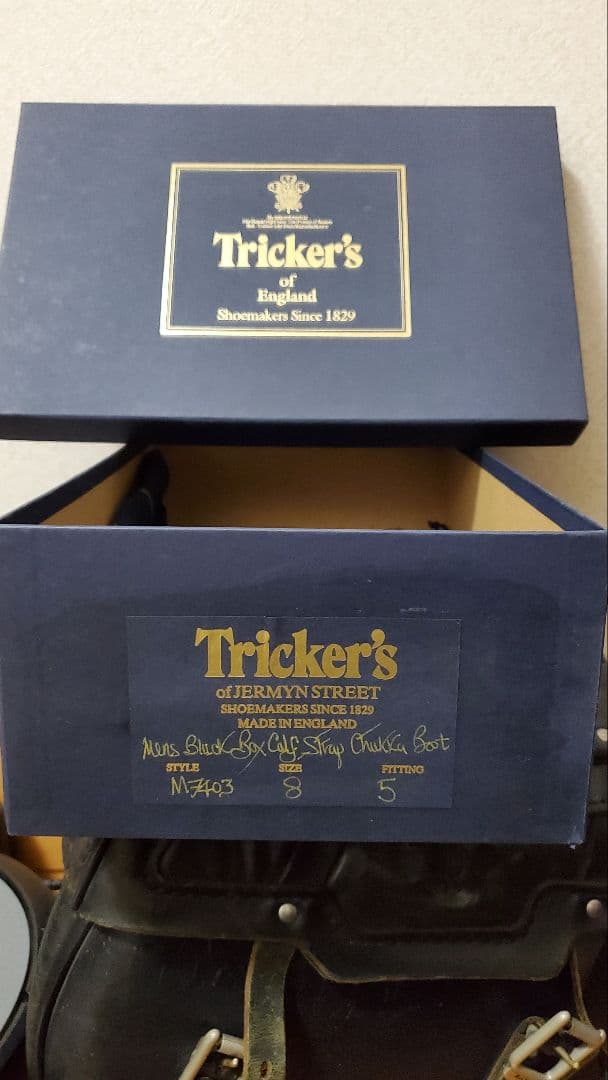 Tricker's
of
England
Shoemakers Since 1829
Tricker's
of JERMYN STREET
SHOEMAKERS SINCE 1829
MADE IN ENGLAND
Mens Black Box Calf Strap Chukka Boot
STYLE SIZE FITTING
M7403 8 5